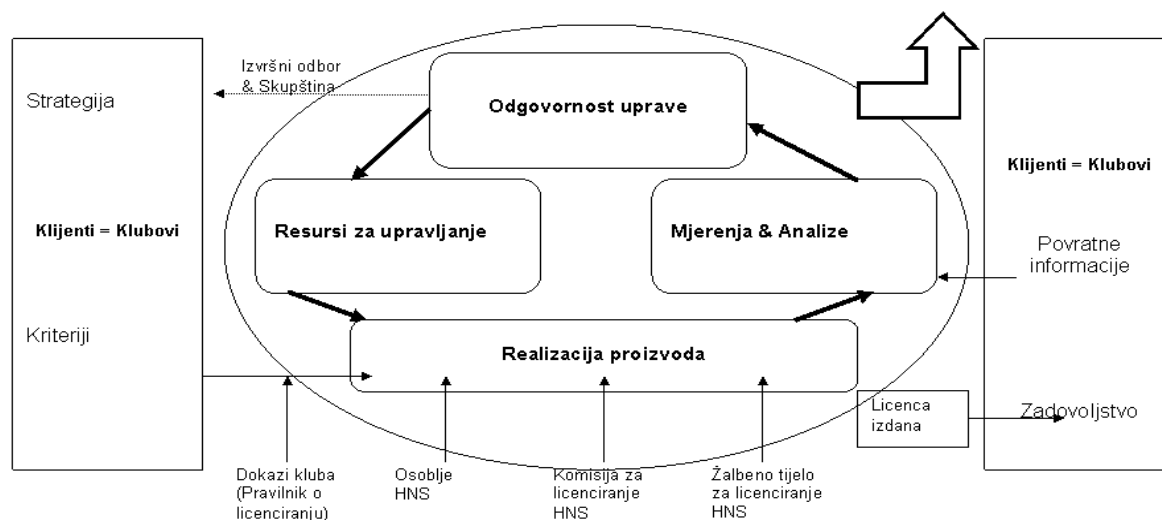 Strategija
Klijenti = Klubovi
Kriteriji
Izvršni odbor
& Skupština
Odgovornost uprave
Resursi za upravljanje
Mjerenja & Analize
Realizacija proizvoda
Klijenti = Klubovi
Povratne
informacije
Zadovoljstvo
Licenca
izdana
Dokazi kluba
(Pravilnik o
licenciranju)
Osoblje
HNS
Komisija za
licenciranje
HNS
Žalbeno tijelo
za licenciranje
HNS